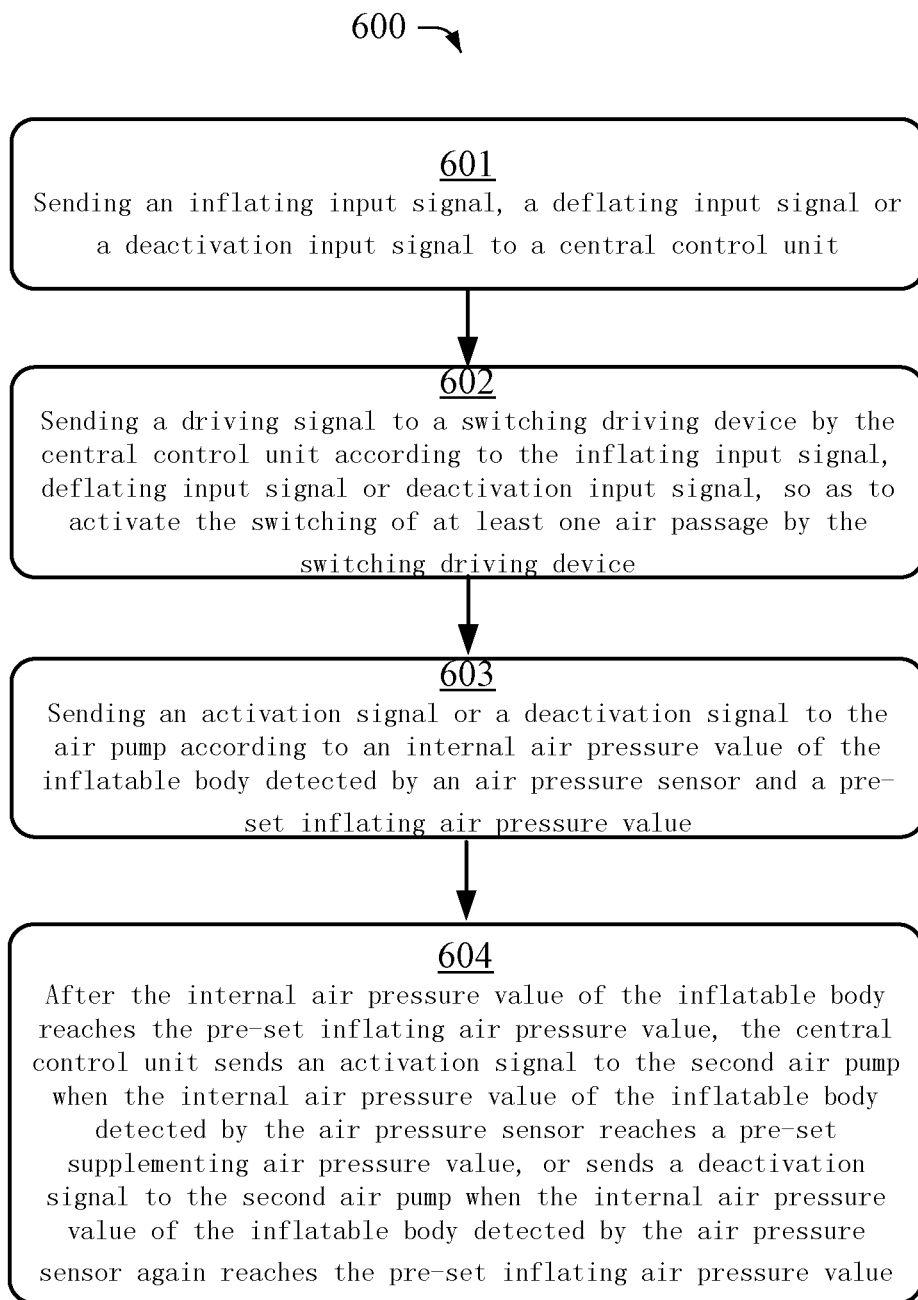 600
601
Sending an inflating input signal, a deflating input signal or
a deactivation input signal to a central control unit
602
Sending a driving signal to a switching driving device by the
central control unit according to the inflating input signal,
deflating input signal or deactivation input signal, so as to
activate the switching of at least one air passage by the
switching driving device
603
Sending an activation signal or a deactivation signal to the
air pump according to an internal air pressure value of the
inflatable body detected by an air pressure sensor and a pre-
set inflating air pressure value
604
After the internal air pressure value of the inflatable body
reaches the pre-set inflating air pressure value, the central
control unit sends an activation signal to the second air pump
when the internal air pressure value of the inflatable body
detected by the air pressure sensor reaches a pre-set
supplementing air pressure value, or sends a deactivation
signal to the second air pump when the internal air pressure
value of the inflatable body detected by the air pressure
sensor again reaches the pre-set inflating air pressure value